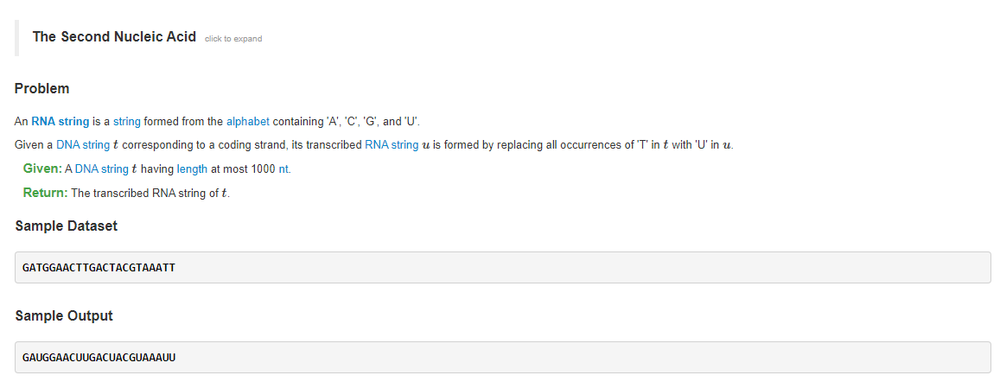 The Second Nucleic Acid click to expand
Problem
An RNA string is a string formed from the alphabet containing 'A', 'C', 'G', and 'U'.
Given a DNA string t corresponding to a coding strand, its transcribed RNA string u is formed by replacing all occurrences of 'T' in t with 'U' in u.
Given: A DNA string t having length at most 1000 nt.
Return: The transcribed RNA string of t.
Sample Dataset
GATGGAACTTGACTACGTAAATT
Sample Output
GAUGGAACUUGACUACGUAAAUU